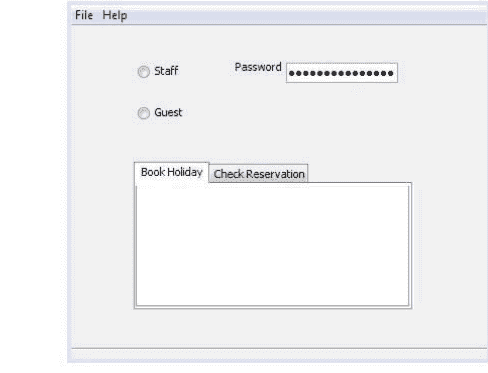 File Help
Staff
Password
●●●●●●●●●●●●●●●
Guest
Book Holiday
Check Reservation